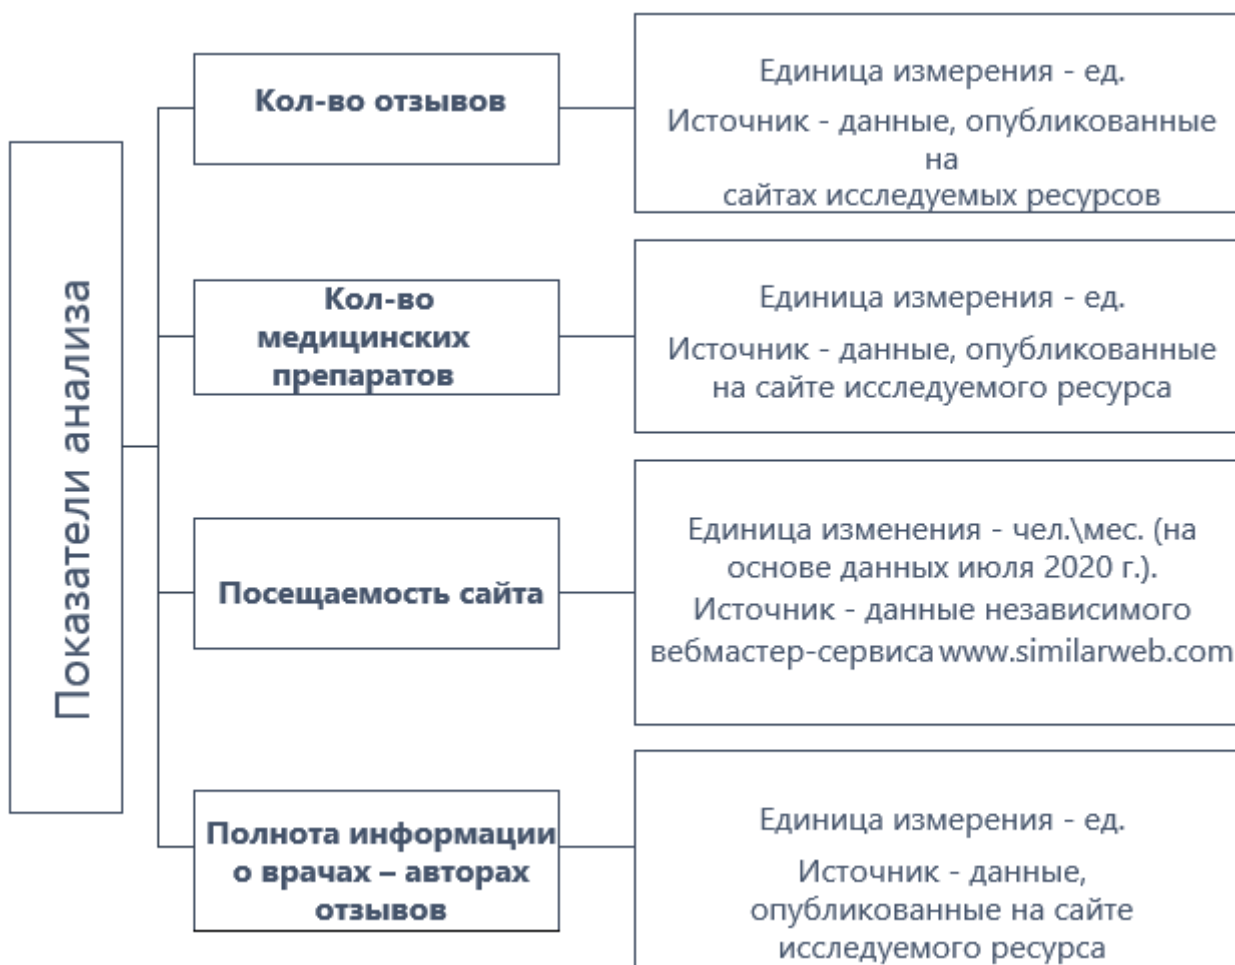 Показатели анализа
Кол-во отзывов
Единица измерения - ед.
Источник - данные, опубликованные
на
сайтах исследуемых ресурсов
Кол-во
медицинских
препаратов
Единица измерения - ед.
Источник - данные, опубликованные
на сайте исследуемого ресурса
Посещаемость сайта
Единица изменения - чел.\мес. (на
основе данных июля 2020 г.).
Источник - данные независимого
вебмастер-сервиса www.similarweb.com
Полнота информации
о врачах – авторах
отзывов
Единица измерения - ед.
Источник - данные,
опубликованные на сайте
исследуемого ресурса